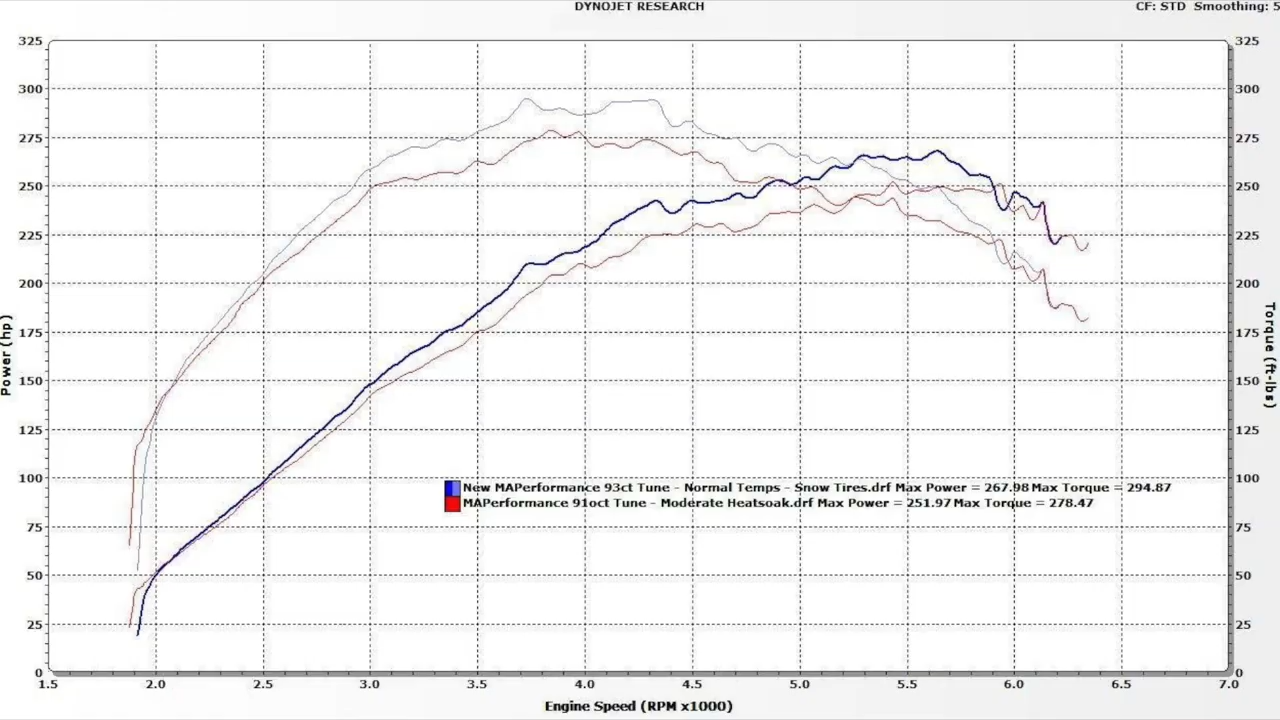 DYNOJET RESEARCH
CF: STD Smoothing: 5
325 325
300 300
275 275
250 250
225 225
200 200
175 175
150 150
125 125
100 100
75 75
50 50
25 25
0 0
Power (hp)
Torque (ft-lbs)
New MAPerformance 93ct Tune - Normal Temps - Snow Tires.drf Max Power = 267.98 Max Torque = 294.87
MAPerformance 91oct Tune - Moderate Heatsoak.drf Max Power = 251.97 Max Torque = 278.47
1.5 2.0 2.5 3.0 3.5 4.0 4.5 5.0 5.5 6.0 6.5 7.0
Engine Speed (RPM x1000)